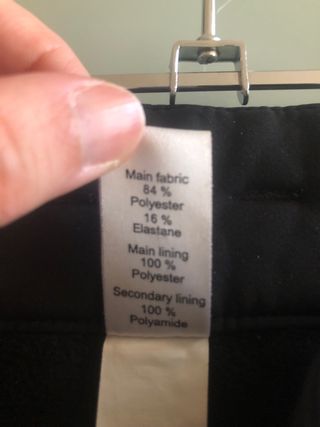 Main fabric
84 %
Polyester
16 %
Elastane
Main lining
100 %
Polyester
Secondary lining
100 %
Polyamide